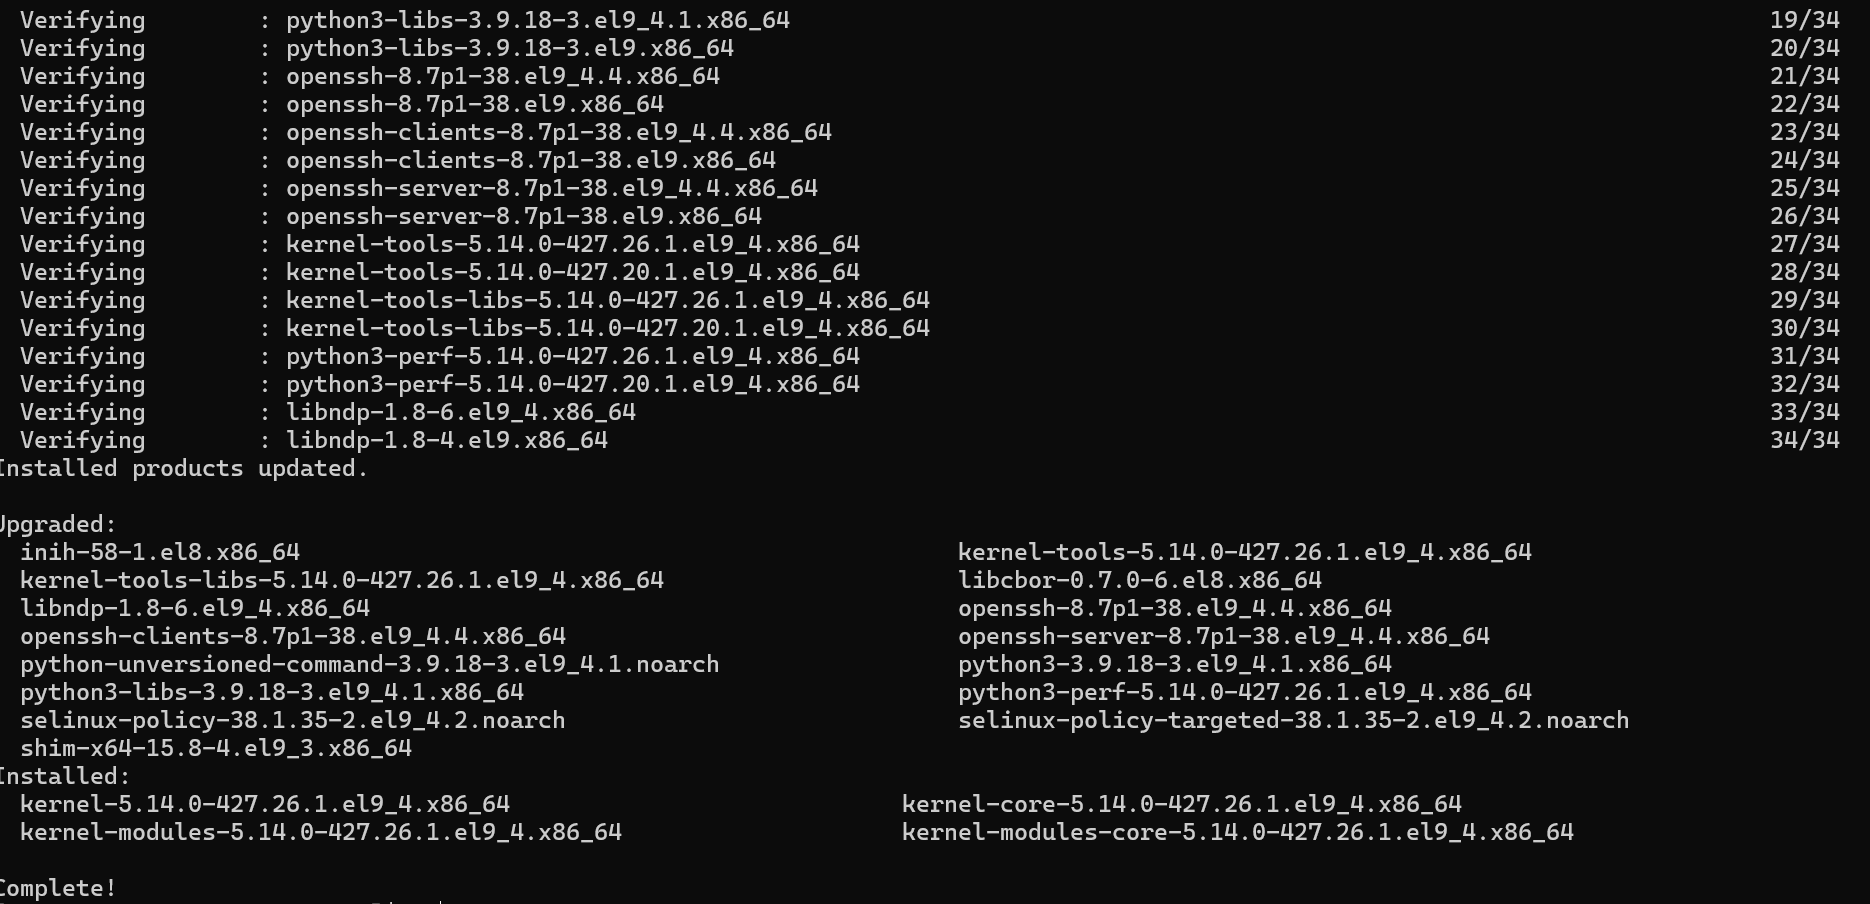 Verifying : python3-libs-3.9.18-3.el9_4.1.x86_64 19/34
Verifying : python3-libs-3.9.18-3.el9.x86_64 20/34
Verifying : openssh-8.7p1-38.el9_4.4.x86_64 21/34
Verifying : openssh-8.7p1-38.el9.x86_64 22/34
Verifying : openssh-clients-8.7p1-38.el9_4.4.x86_64 23/34
Verifying : openssh-clients-8.7p1-38.el9.x86_64 24/34
Verifying : openssh-server-8.7p1-38.el9_4.4.x86_64 25/34
Verifying : openssh-server-8.7p1-38.el9.x86_64 26/34
Verifying : kernel-tools-5.14.0-427.26.1.el9_4.x86_64 27/34
Verifying : kernel-tools-5.14.0-427.20.1.el9_4.x86_64 28/34
Verifying : kernel-tools-libs-5.14.0-427.26.1.el9_4.x86_64 29/34
Verifying : kernel-tools-libs-5.14.0-427.20.1.el9_4.x86_64 30/34
Verifying : python3-perf-5.14.0-427.26.1.el9_4.x86_64 31/34
Verifying : python3-perf-5.14.0-427.20.1.el9_4.x86_64 32/34
Verifying : libndp-1.8-6.el9_4.x86_64 33/34
Verifying : libndp-1.8-4.el9.x86_64 34/34
Installed products updated.
Upgraded:
inih-58-1.el8.x86_64 kernel-tools-5.14.0-427.26.1.el9_4.x86_64
kernel-tools-libs-5.14.0-427.26.1.el9_4.x86_64 libcbor-0.7.0-6.el8.x86_64
libndp-1.8-6.el9_4.x86_64 openssh-8.7p1-38.el9_4.4.x86_64
openssh-clients-8.7p1-38.el9_4.4.x86_64 openssh-server-8.7p1-38.el9_4.4.x86_64
python-unversioned-command-3.9.18-3.el9_4.1.noarch python3-3.9.18-3.el9_4.1.x86_64
python3-libs-3.9.18-3.el9_4.1.x86_64 python3-perf-5.14.0-427.26.1.el9_4.x86_64
selinux-policy-38.1.35-2.el9_4.2.noarch selinux-policy-targeted-38.1.35-2.el9_4.2.noarch
shim-x64-15.8-4.el9_3.x86_64
Installed:
kernel-5.14.0-427.26.1.el9_4.x86_64 kernel-core-5.14.0-427.26.1.el9_4.x86_64
kernel-modules-5.14.0-427.26.1.el9_4.x86_64 kernel-modules-core-5.14.0-427.26.1.el9_4.x86_64
Complete!